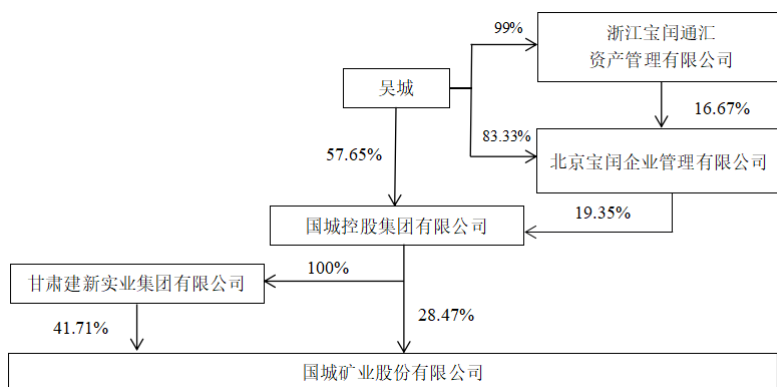 99%
浙江宝闰通汇
资产管理有限公司
吴城
16.67%
83.33%
57.65%
北京宝闰企业管理有限公司
19.35%
国城控股集团有限公司
100%
甘肃建新实业集团有限公司
41.71%
28.47%
国城矿业股份有限公司